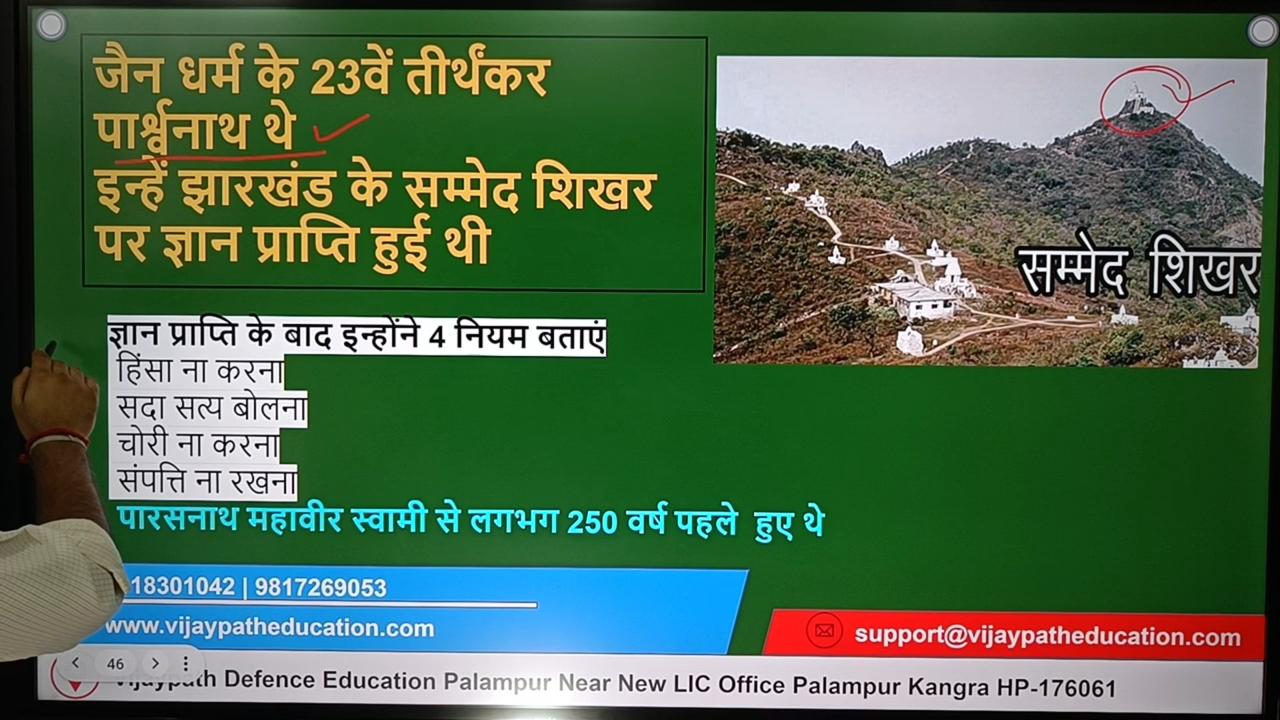 जैन धर्म के 23वें तीर्थंकर
पार्श्वनाथ थे
इन्हें झारखंड के सम्मेद शिखर
पर ज्ञान प्राप्ति हुई थी
सम्मेद शिखर
ज्ञान प्राप्ति के बाद इन्होंने 4 नियम बताएं
हिंसा ना करना
सदा सत्य बोलना
चोरी ना करना
संपत्ति ना रखना
पारसनाथ महावीर स्वामी से लगभग 250 वर्ष पहले हुए थे
18301042 | 9817269053
www.vijaypatheducation.com
support@vijaypatheducation.com
46
Defence Education Palampur Near New LIC Office Palampur Kangra HP-176061